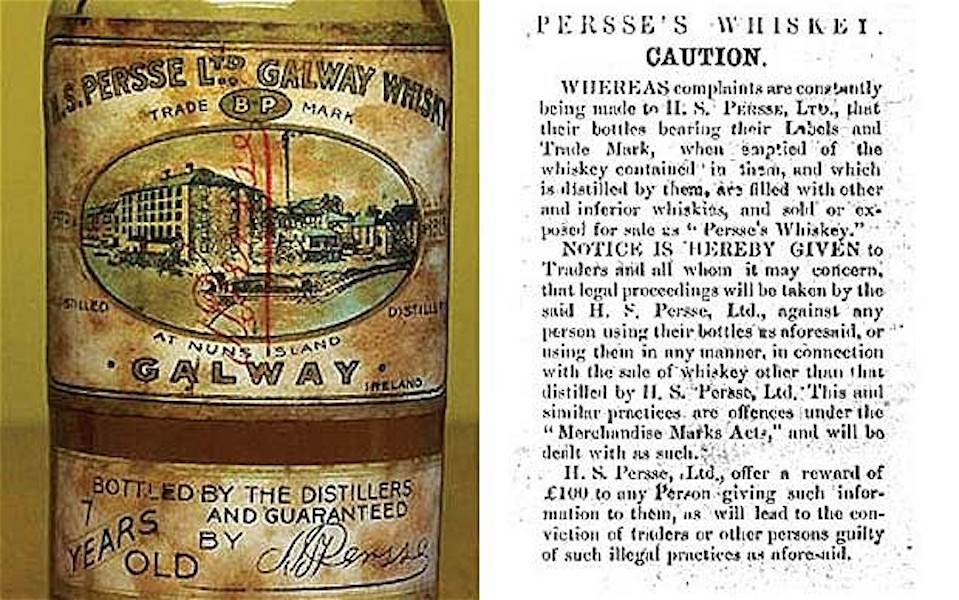 H.S. PERSSE LTD. GALWAY WHISKY
TRADE BP MARK
DISTILLED
AT NUNS ISLAND
GALWAY
IRELAND
BOTTLED BY THE DISTILLERS
AND GUARANTEED
7
YEARS
OLD
BY H.S. Persse
PERSSE'S WHISKEY.
CAUTION.
WHEREAS complaints are constantly
being made to H. S. PERSSE, LTD., that
their bottles bearing their Labels and
Trade Mark, when emptied of the
whiskey contained in them, and which
is distilled by them, are filled with other
and inferior whiskies, and sold or ex-
posed for sale as "Persse's Whiskey."
NOTICE IS HEREBY GIVEN to
Traders and all whom it may concern,
that legal proceedings will be taken by the
said H. S. Persse, Ltd., against any
person using their bottles as aforesaid, or
using them in any manner, in connection
with the sale of whiskey other than that
distilled by H. S. Persse, Ltd. This and
similar practices are offences under the
"Merchandise Marks Acts," and will be
dealt with as such.
H. S. Persse, Ltd., offer a reward of
£100 to any Person giving such infor-
mation to them, as will lead to the con-
viction of traders or other persons guilty
of such illegal practices as aforesaid.